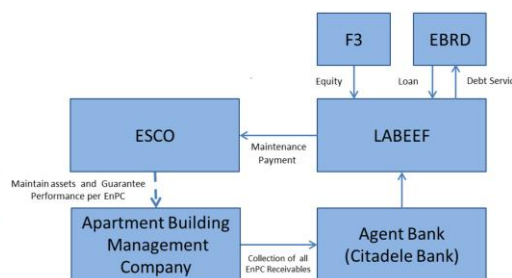 F3
EBRD
Equity
Loan
Debt Servic
ESCO
Maintenance
Payment
LABEEF
Maintain assets and Guarantee
Performance per EnPC
Apartment Building
Management
Company
Collection of all
EnPC Receivables
Agent Bank
(Citadele Bank)